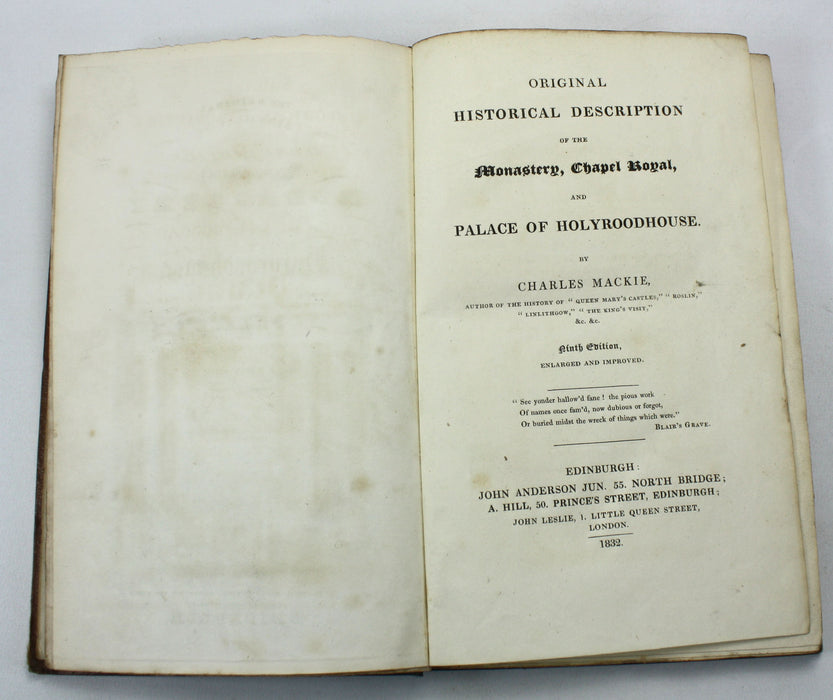 ORIGINAL
HISTORICAL DESCRIPTION
OF THE
Monastery, Chapel Royal,
AND
PALACE OF HOLYROODHOUSE.
BY
CHARLES MACKIE,
AUTHOR OF THE HISTORY OF “ QUEEN MARY'S CASTLES,” “ ROSLIN,”
“ LINLITHGOW,” “ THE KING'S VISIT,”
&c. &c.
Ninth Edition,
ENLARGED AND IMPROVED.
“ See yonder hallow'd fane ! the pious work
Of names once fam'd, now dubious or forgot,
Or buried midst the wreck of things which were.”
BLAIR'S GRAVE.
EDINBURGH:
JOHN ANDERSON JUN. 55. NORTH BRIDGE;
A. HILL, 50. PRINCE'S STREET, EDINBURGH;
JOHN LESLIE, 1. LITTLE QUEEN STREET,
LONDON.
1832.